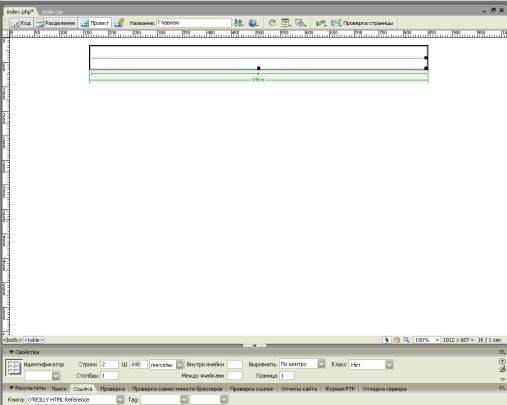 index.php* style.css
Код Разделение Проект Название: Главная Проверка страницы
690
<body> <table> 100% 1012 x 607 1K / 1 сек
Свойства
Идентификатор Строки 2 Ш 690 пикселы Внутри ячейки Выровнять По центру Класс Нет
Столбцы 1 Между ячейками Граница 1
Результаты Поиск Ссылка Проверка Проверка совместимости браузеров Проверка ссылок Отчеты сайта Журнал FTP Отладка сервера
Книга: O'REILLY HTML Reference Тag: